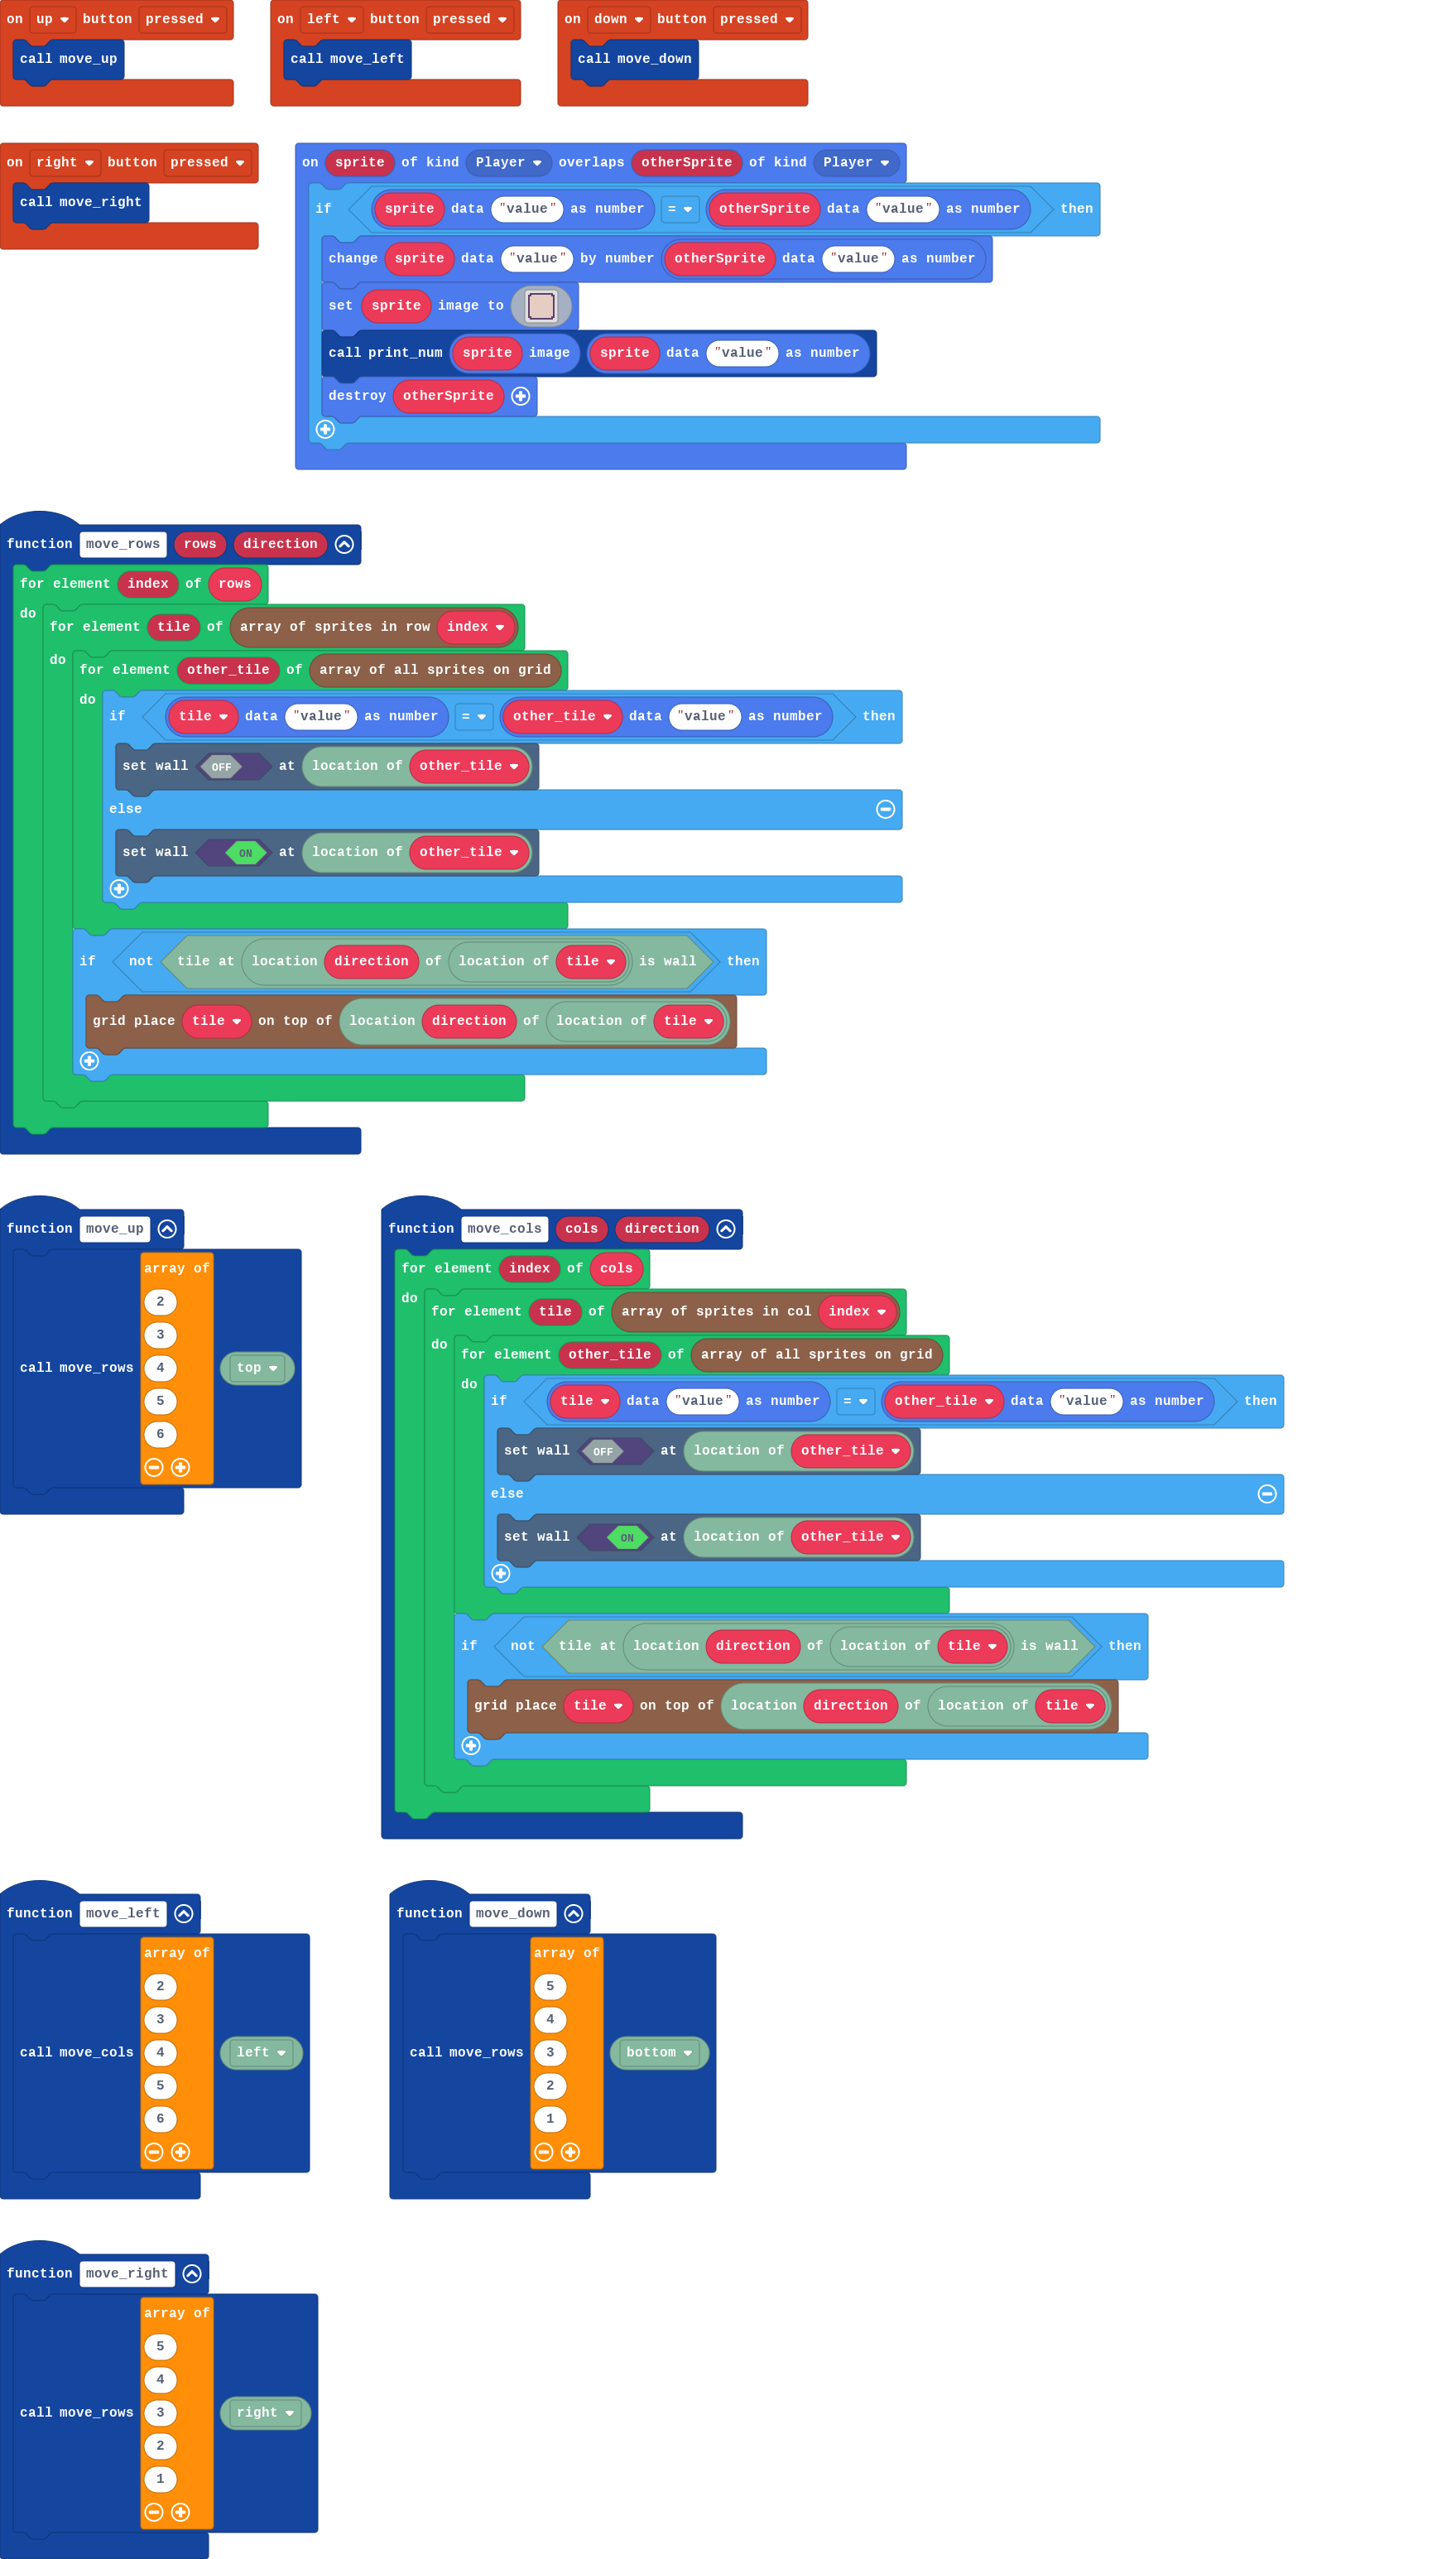 on up button pressed
call move_up
on left button pressed
call move_left
on down button pressed
call move_down
on right button pressed
call move_right
on sprite of kind Player overlaps otherSprite of kind Player
if sprite data "value" as number = otherSprite data "value" as number then
change sprite data "value" by number otherSprite data "value" as number
set sprite image to
call print_num sprite image sprite data "value" as number
destroy otherSprite
function move_rows rows direction
for element index of rows
do
for element tile of array of sprites in row index
do
for element other_tile of array of all sprites on grid
do
if tile data "value" as number = other_tile data "value" as number then
set wall OFF at location of other_tile
else
set wall ON at location of other_tile
if not tile at location direction of location of tile is wall then
grid place tile on top of location direction of location of tile
function move_up
call move_rows array of
2
3
4
5
6
top
function move_cols cols direction
for element index of cols
do
for element tile of array of sprites in col index
do
for element other_tile of array of all sprites on grid
do
if tile data "value" as number = other_tile data "value" as number then
set wall OFF at location of other_tile
else
set wall ON at location of other_tile
if not tile at location direction of location of tile is wall then
grid place tile on top of location direction of location of tile
function move_left
call move_cols array of
2
3
4
5
6
left
function move_down
call move_rows array of
5
4
3
2
1
bottom
function move_right
call move_rows array of
5
4
3
2
1
right